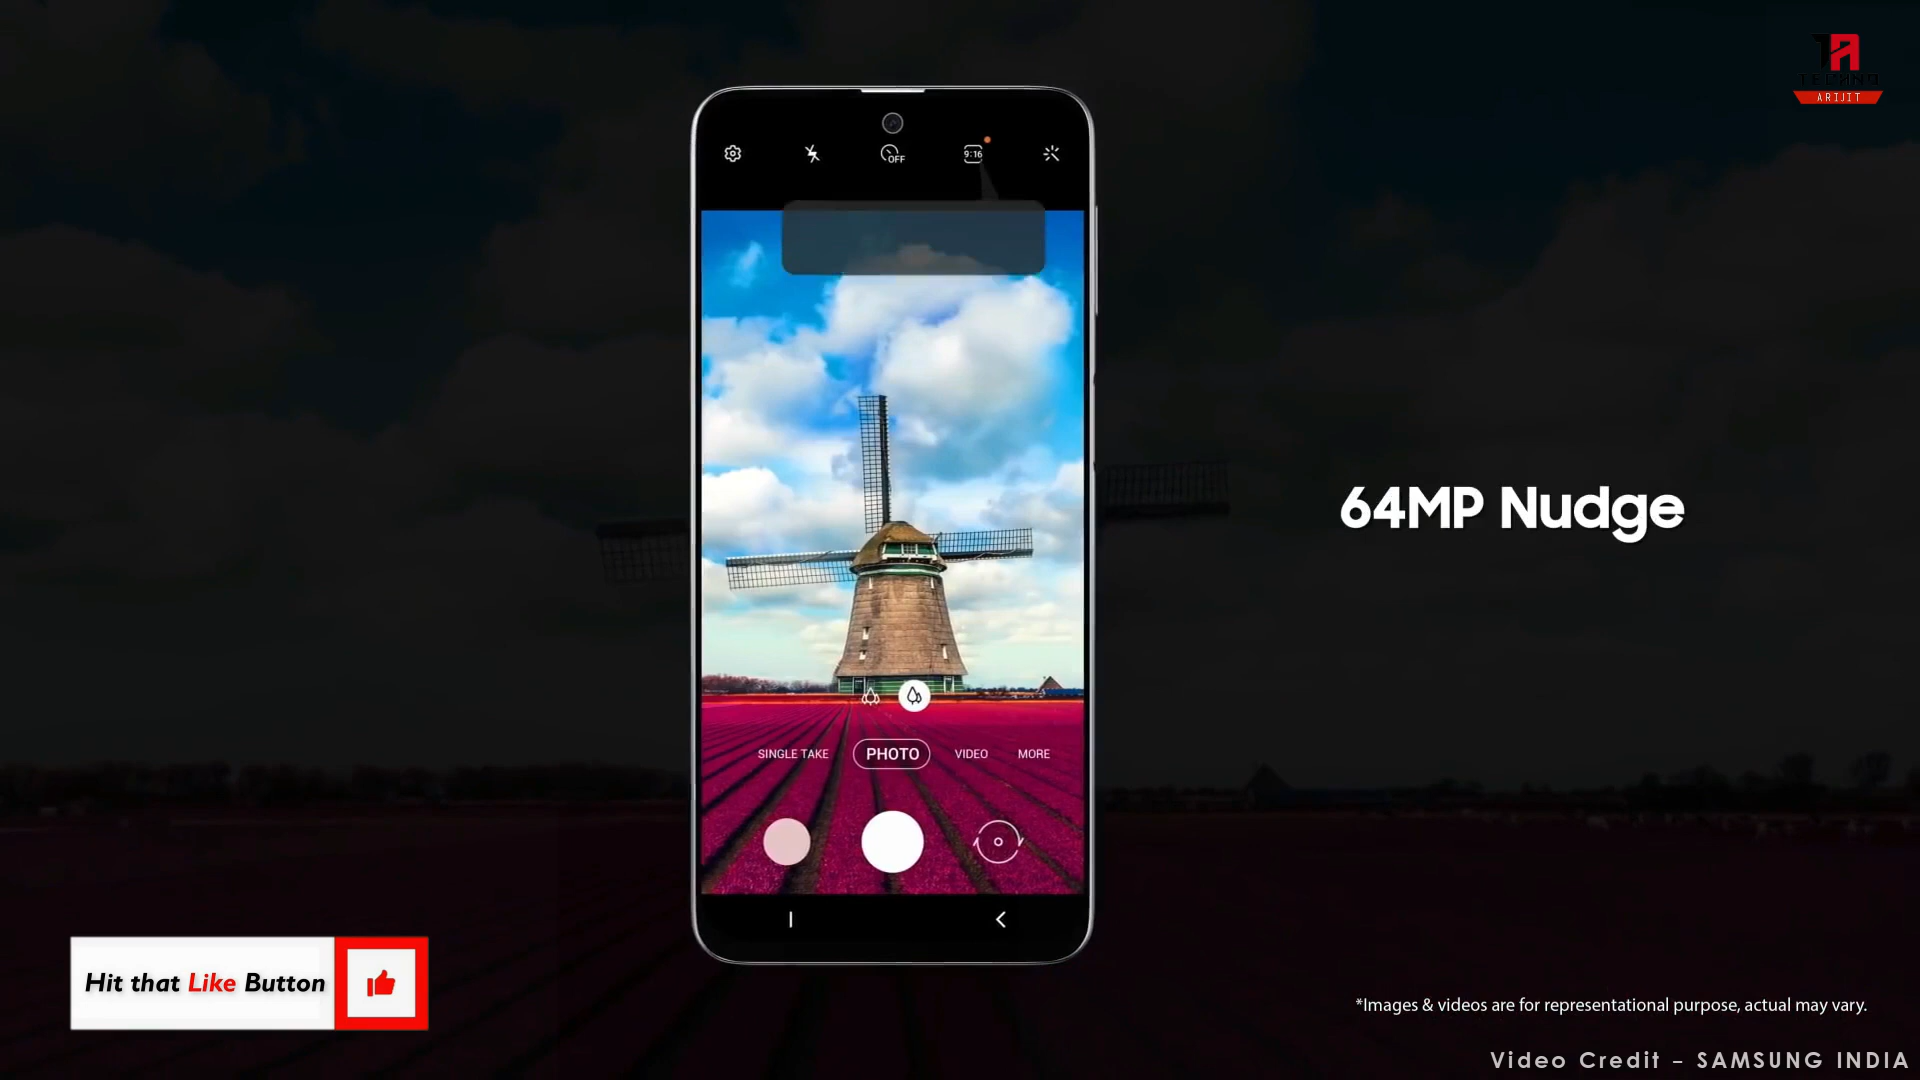 ARIJIT
OFF
9:16
64MP Nudge
SINGLE TAKE
PHOTO
VIDEO
MORE
Hit that Like Button
*Images & videos are for representational purpose, actual may vary.
Video Credit – SAMSUNG INDIA